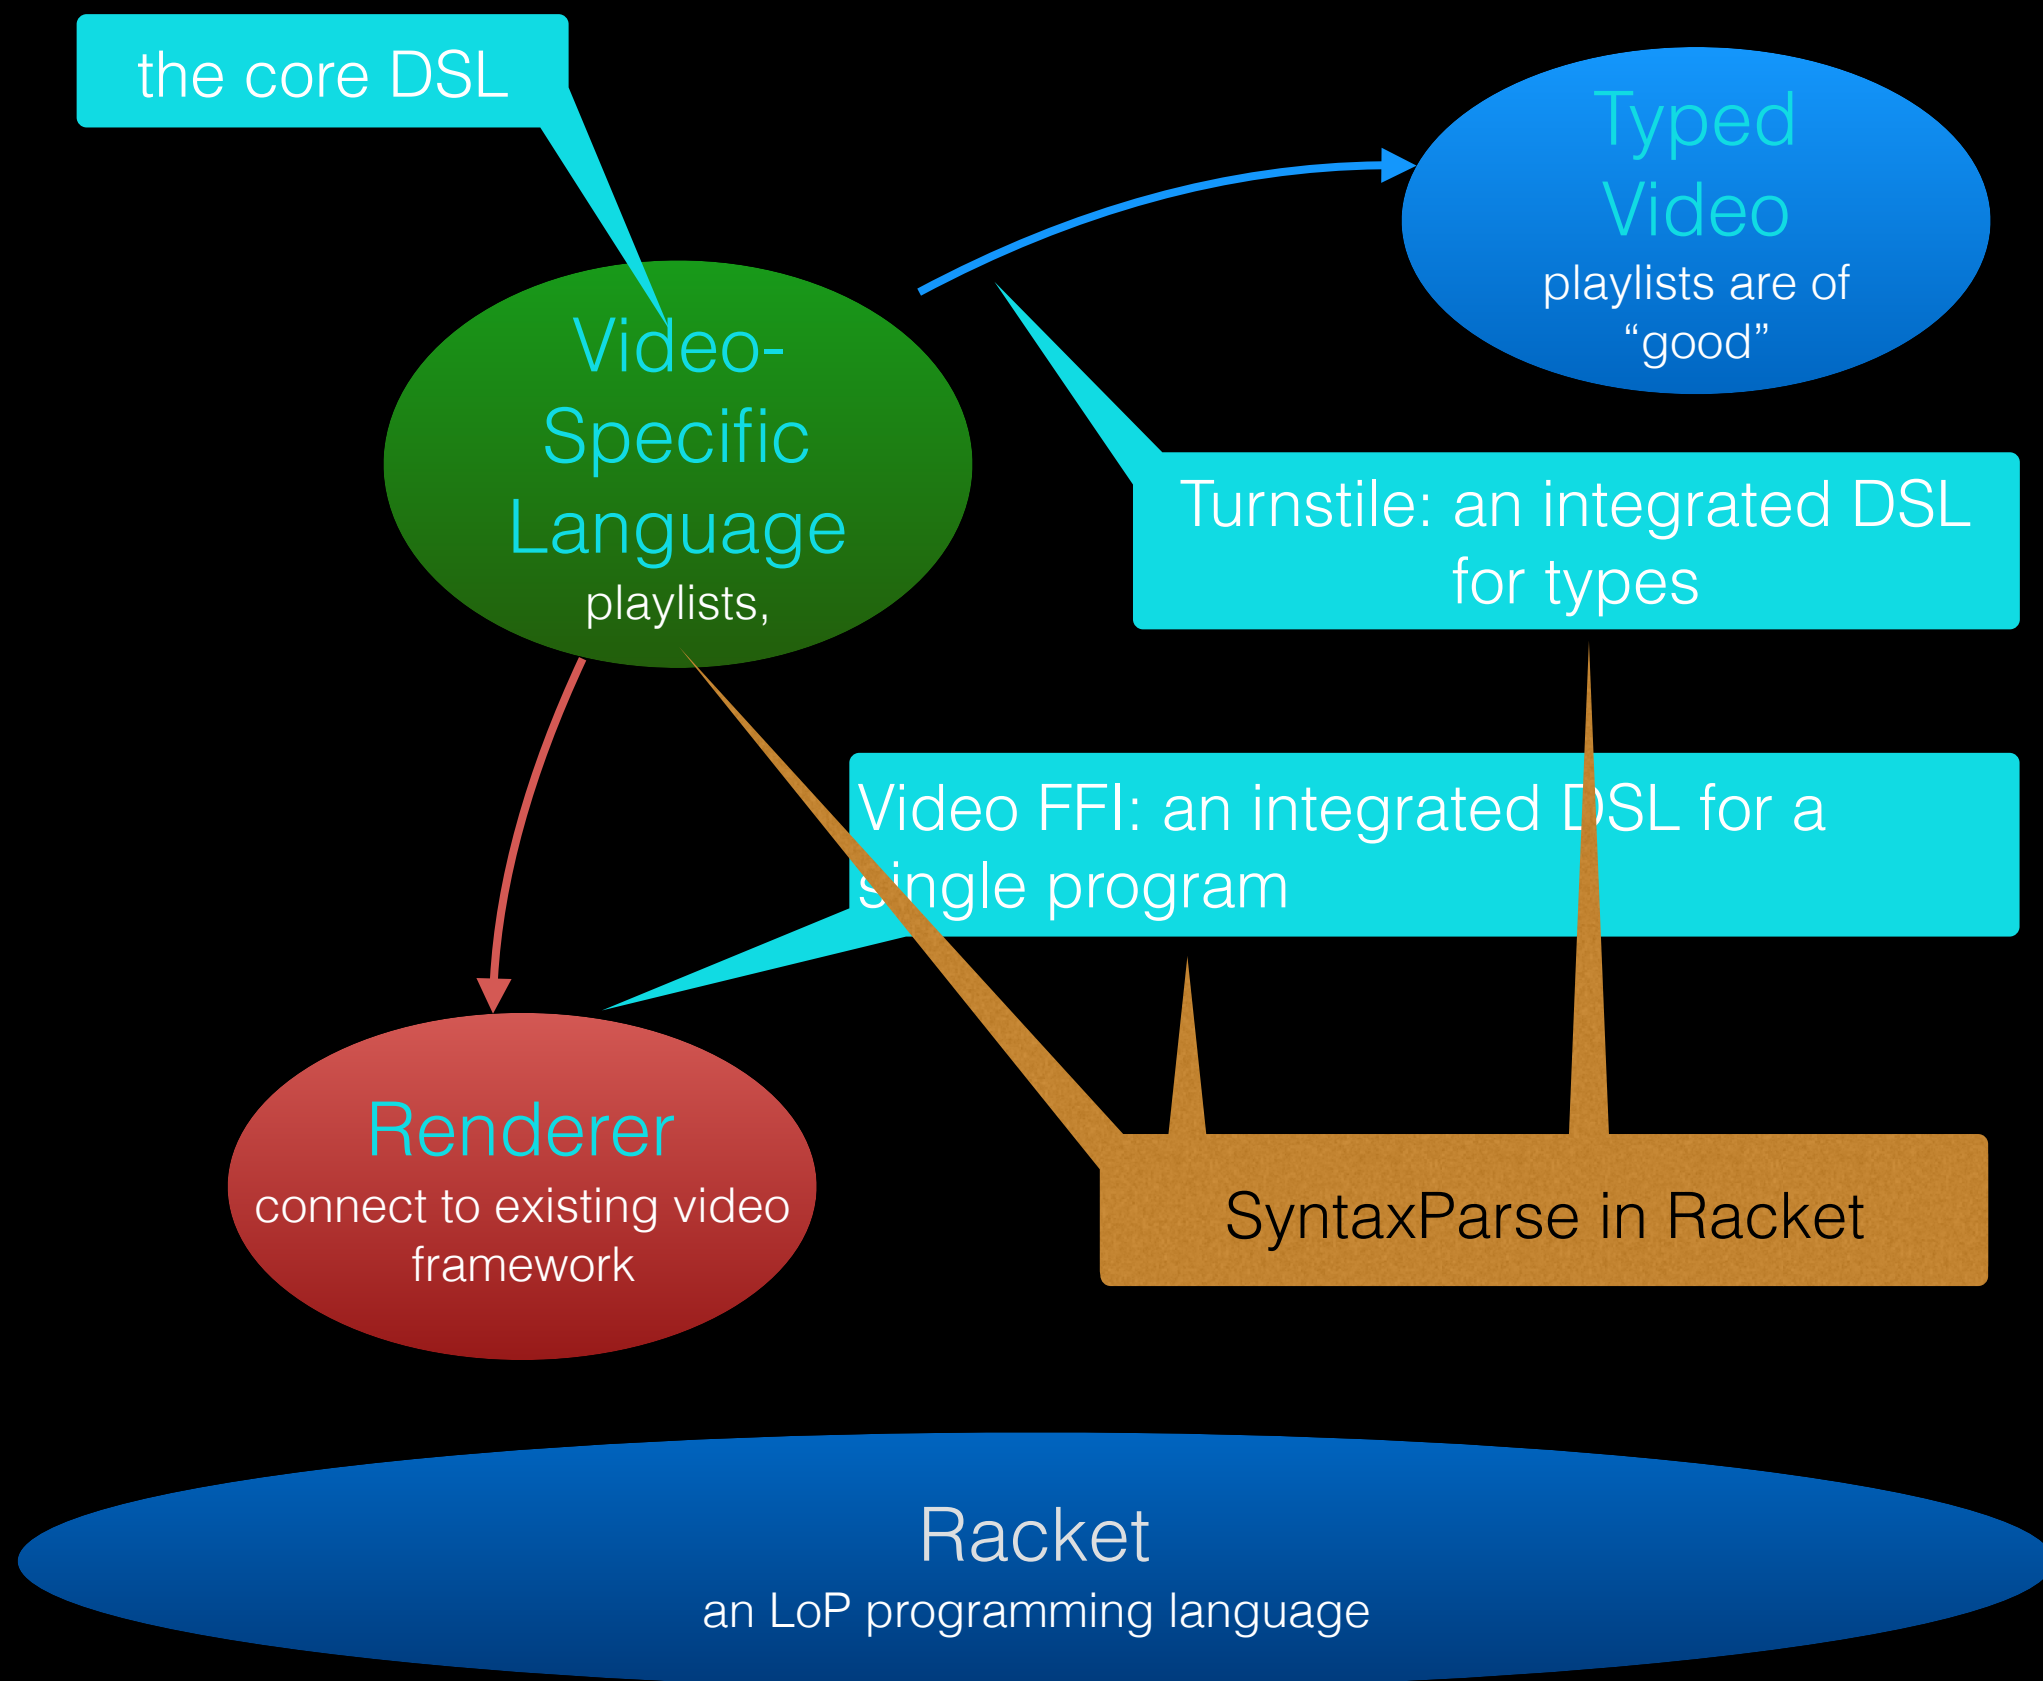 the core DSL
Typed
Video
playlists are of
“good”
Video-
Specific
Language
playlists,
Turnstile: an integrated DSL
for types
Video FFI: an integrated DSL for a
single program
Renderer
connect to existing video
framework
SyntaxParse in Racket
Racket
an LoP programming language